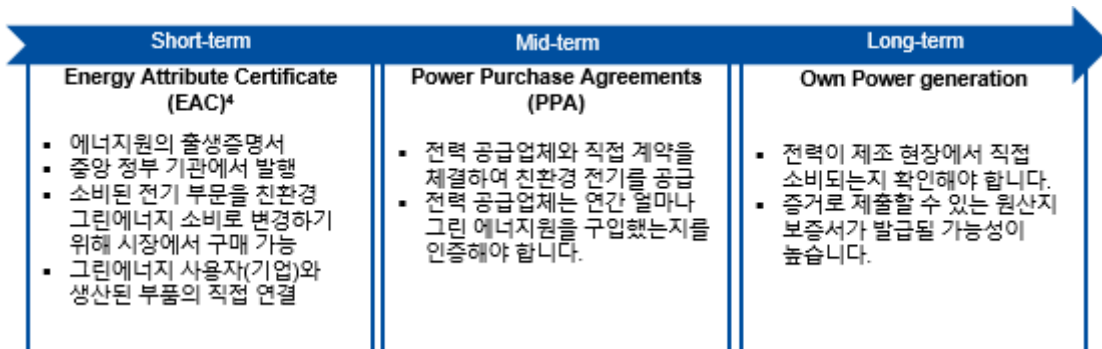 Short-term
Mid-term
Long-term
Energy Attribute Certificate
(EAC)⁴
▪ 에너지원의 출생증명서
▪ 중앙 정부 기관에서 발행
▪ 소비된 전기 부문을 친환경
그린에너지 소비로 변경하기
위해 시장에서 구매 가능
▪ 그린에너지 사용자(기업)와
생산된 부품의 직접 연결
Power Purchase Agreements
(PPA)
▪ 전력 공급업체와 직접 계약을
체결하여 친환경 전기를 공급
▪ 전력 공급업체는 연간 얼마나
그린 에너지원을 구입했는지를
인증해야 합니다.
Own Power generation
▪ 전력이 제조 현장에서 직접
소비되는지 확인해야 합니다.
▪ 증거로 제출할 수 있는 원산지
보증서가 발급될 가능성이
높습니다.